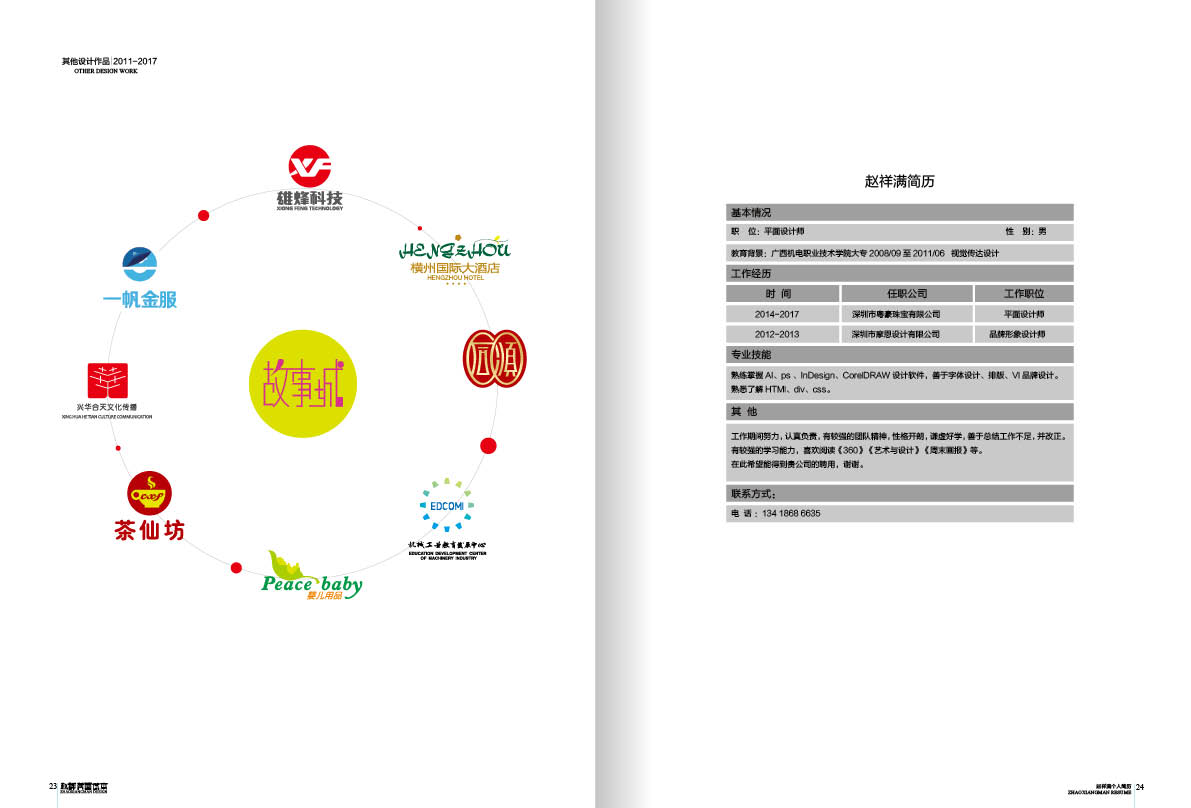 其他设计作品|2011-2017
OTHER DESIGN WORK
XF
雄蜂科技
XIONG FENG TECHNOLOGY
HENGZHOU
横州国际大酒店
HENGZHOU HOTEL
一帆金服
故事城
兴华合天文化传播
XINGHUA HETIAN CULTURE COMMUNICATION
cxf
茶仙坊
EDCOMI
机械工业教育发展中心
EDUCATION DEVELOPMENT CENTER
OF MACHINERY INDUSTRY
Peace baby
婴儿用品
23
ZHAOXIANGMAN DESIGN
赵祥满简历
基本情况
职 位：平面设计师 性 别：男
教育背景：广西机电职业技术学院大专 2008/09 至 2011/06 视觉传达设计
工作经历
时 间 任职公司 工作职位
2014-2017 深圳市粤豪珠宝有限公司 平面设计师
2012-2013 深圳市摩恩设计有限公司 品牌形象设计师
专业技能
熟练掌握 AI、ps 、InDesign、CorelDRAW 设计软件，善于字体设计、排版、VI 品牌设计。
熟悉了解 HTMl、div、css。
其 他
工作期间努力，认真负责，有较强的团队精神，性格开朗，谦虚好学，善于总结工作不足，并改正。
有较强的学习能力，喜欢阅读《360》《艺术与设计》《周末画报》等。
在此希望能得到贵公司的聘用，谢谢。
联系方式：
电 话 ：134 1868 6635
赵祥满个人简历
ZHAOXIANGMAN RESUME
24